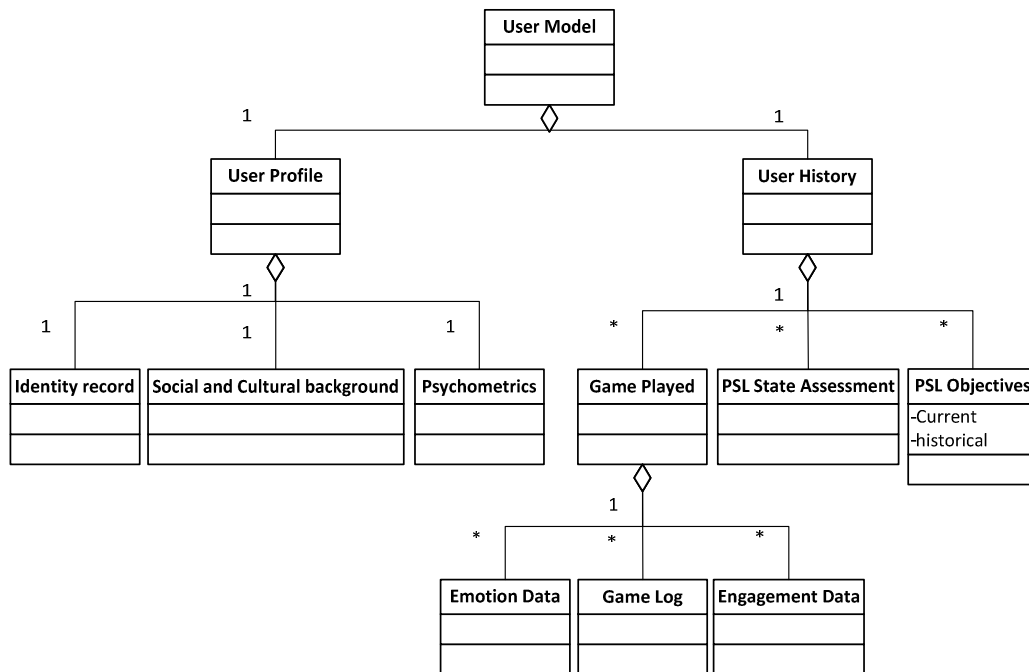 User Model
1
1
User Profile
User History
1
1
1
1
1
*
*
*
Identity record
Social and Cultural background
Psychometrics
Game Played
PSL State Assessment
PSL Objectives
-Current
-historical
1
*
*
*
Emotion Data
Game Log
Engagement Data